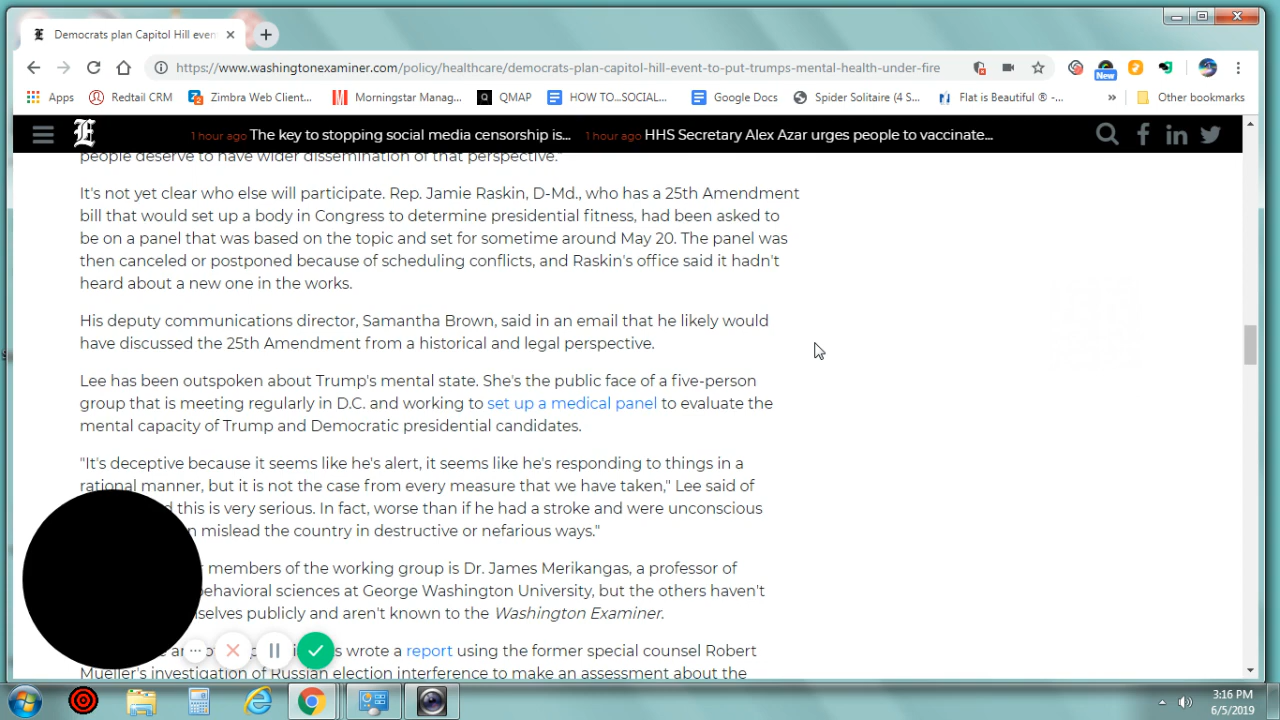 Democrats plan Capitol Hill even
https://www.washingtonexaminer.com/policy/healthcare/democrats-plan-capitol-hill-event-to-put-trumps-mental-health-under-fire
New
Apps Redtail CRM Zimbra Web Client... Morningstar Manag... QMAP HOW TO...SOCIAL... Google Docs Spider Solitaire (4 S... Flat is Beautiful ® -... » Other bookmarks
E 1 hour ago The key to stopping social media censorship is... 1 hour ago HHS Secretary Alex Azar urges people to vaccinate...
people deserve to have wider dissemination of that perspective."
It's not yet clear who else will participate. Rep. Jamie Raskin, D-Md., who has a 25th Amendment
bill that would set up a body in Congress to determine presidential fitness, had been asked to
be on a panel that was based on the topic and set for sometime around May 20. The panel was
then canceled or postponed because of scheduling conflicts, and Raskin's office said it hadn't
heard about a new one in the works.
His deputy communications director, Samantha Brown, said in an email that he likely would
have discussed the 25th Amendment from a historical and legal perspective.
Lee has been outspoken about Trump's mental state. She's the public face of a five-person
group that is meeting regularly in D.C. and working to set up a medical panel to evaluate the
mental capacity of Trump and Democratic presidential candidates.
"It's deceptive because it seems like he's alert, it seems like he's responding to things in a
rational manner, but it is not the case from every measure that we have taken," Lee said of
this is very serious. In fact, worse than if he had a stroke and were unconscious
mislead the country in destructive or nefarious ways."
members of the working group is Dr. James Merikangas, a professor of
behavioral sciences at George Washington University, but the others haven't
publicly and aren't known to the Washington Examiner.
wrote a report using the former special counsel Robert
Mueller's investigation of Russian election interference to make an assessment about the
3:16 PM
6/5/2019